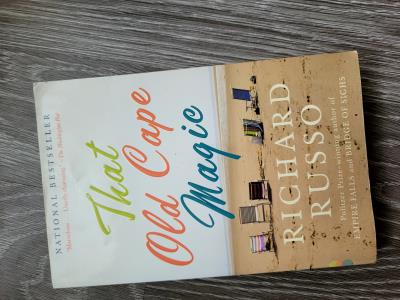 NATIONAL BESTSELLER
That
Old Cape
Magic
RICHARD
RUSSO
Pulitzer Prize–winning author of
EMPIRE FALLS and BRIDGE OF SIGHS